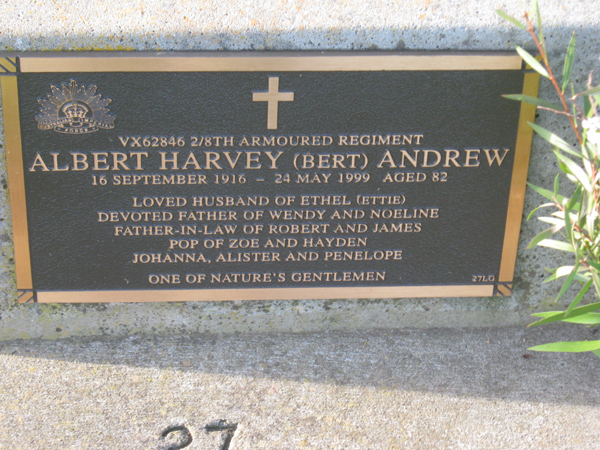 VX62846 2/8TH ARMOURED REGIMENT
ALBERT HARVEY (BERT) ANDREW
16 SEPTEMBER 1916 – 24 MAY 1999 AGED 82
LOVED HUSBAND OF ETHEL (ETTIE)
DEVOTED FATHER OF WENDY AND NOELINE
FATHER-IN-LAW OF ROBERT AND JAMES
POP OF ZOE AND HAYDEN
JOHANNA, ALISTER AND PENELOPE
ONE OF NATURE'S GENTLEMEN
27